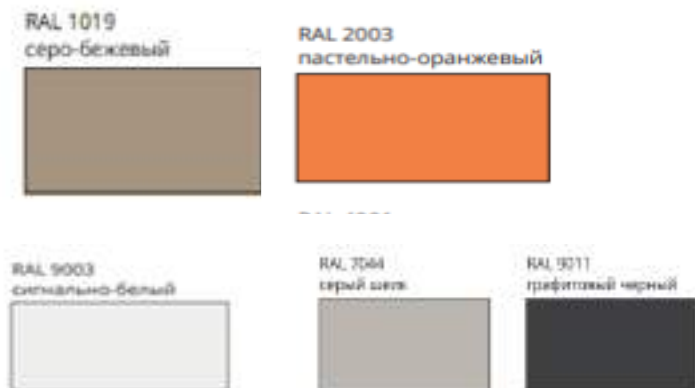 RAL 1019
серо-бежевый
RAL 2003
пастельно-оранжевый
RAL 9003
сигнально-белый
RAL 7044
серый шелк
RAL 9011
графитовый черный